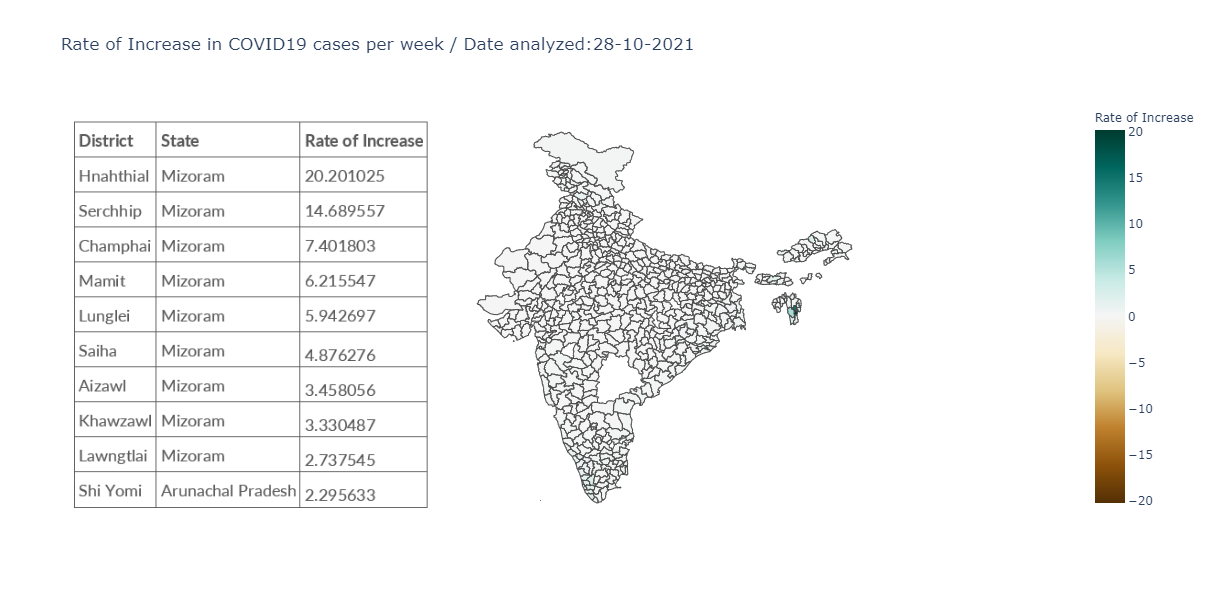 Rate of Increase in COVID19 cases per week / Date analyzed:28-10-2021
District State Rate of Increase
Hnahthial Mizoram 20.201025
Serchhip Mizoram 14.689557
Champhai Mizoram 7.401803
Mamit Mizoram 6.215547
Lunglei Mizoram 5.942697
Saiha Mizoram 4.876276
Aizawl Mizoram 3.458056
Khawzawl Mizoram 3.330487
Lawngtlai Mizoram 2.737545
Shi Yomi Arunachal Pradesh 2.295633
Rate of Increase
20
15
10
5
0
−5
−10
−15
−20